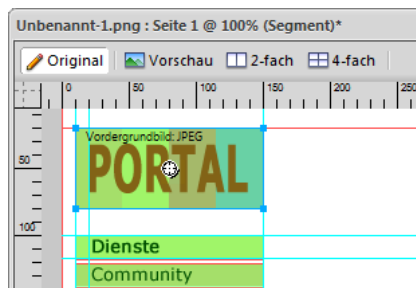 Unbenannt-1.png : Seite 1 @ 100% (Segment)*
Original Vorschau 2-fach 4-fach
0 50 100 150 200 250
Vordergrundbild: JPEG
PORTAL
50
100
Dienste
Community